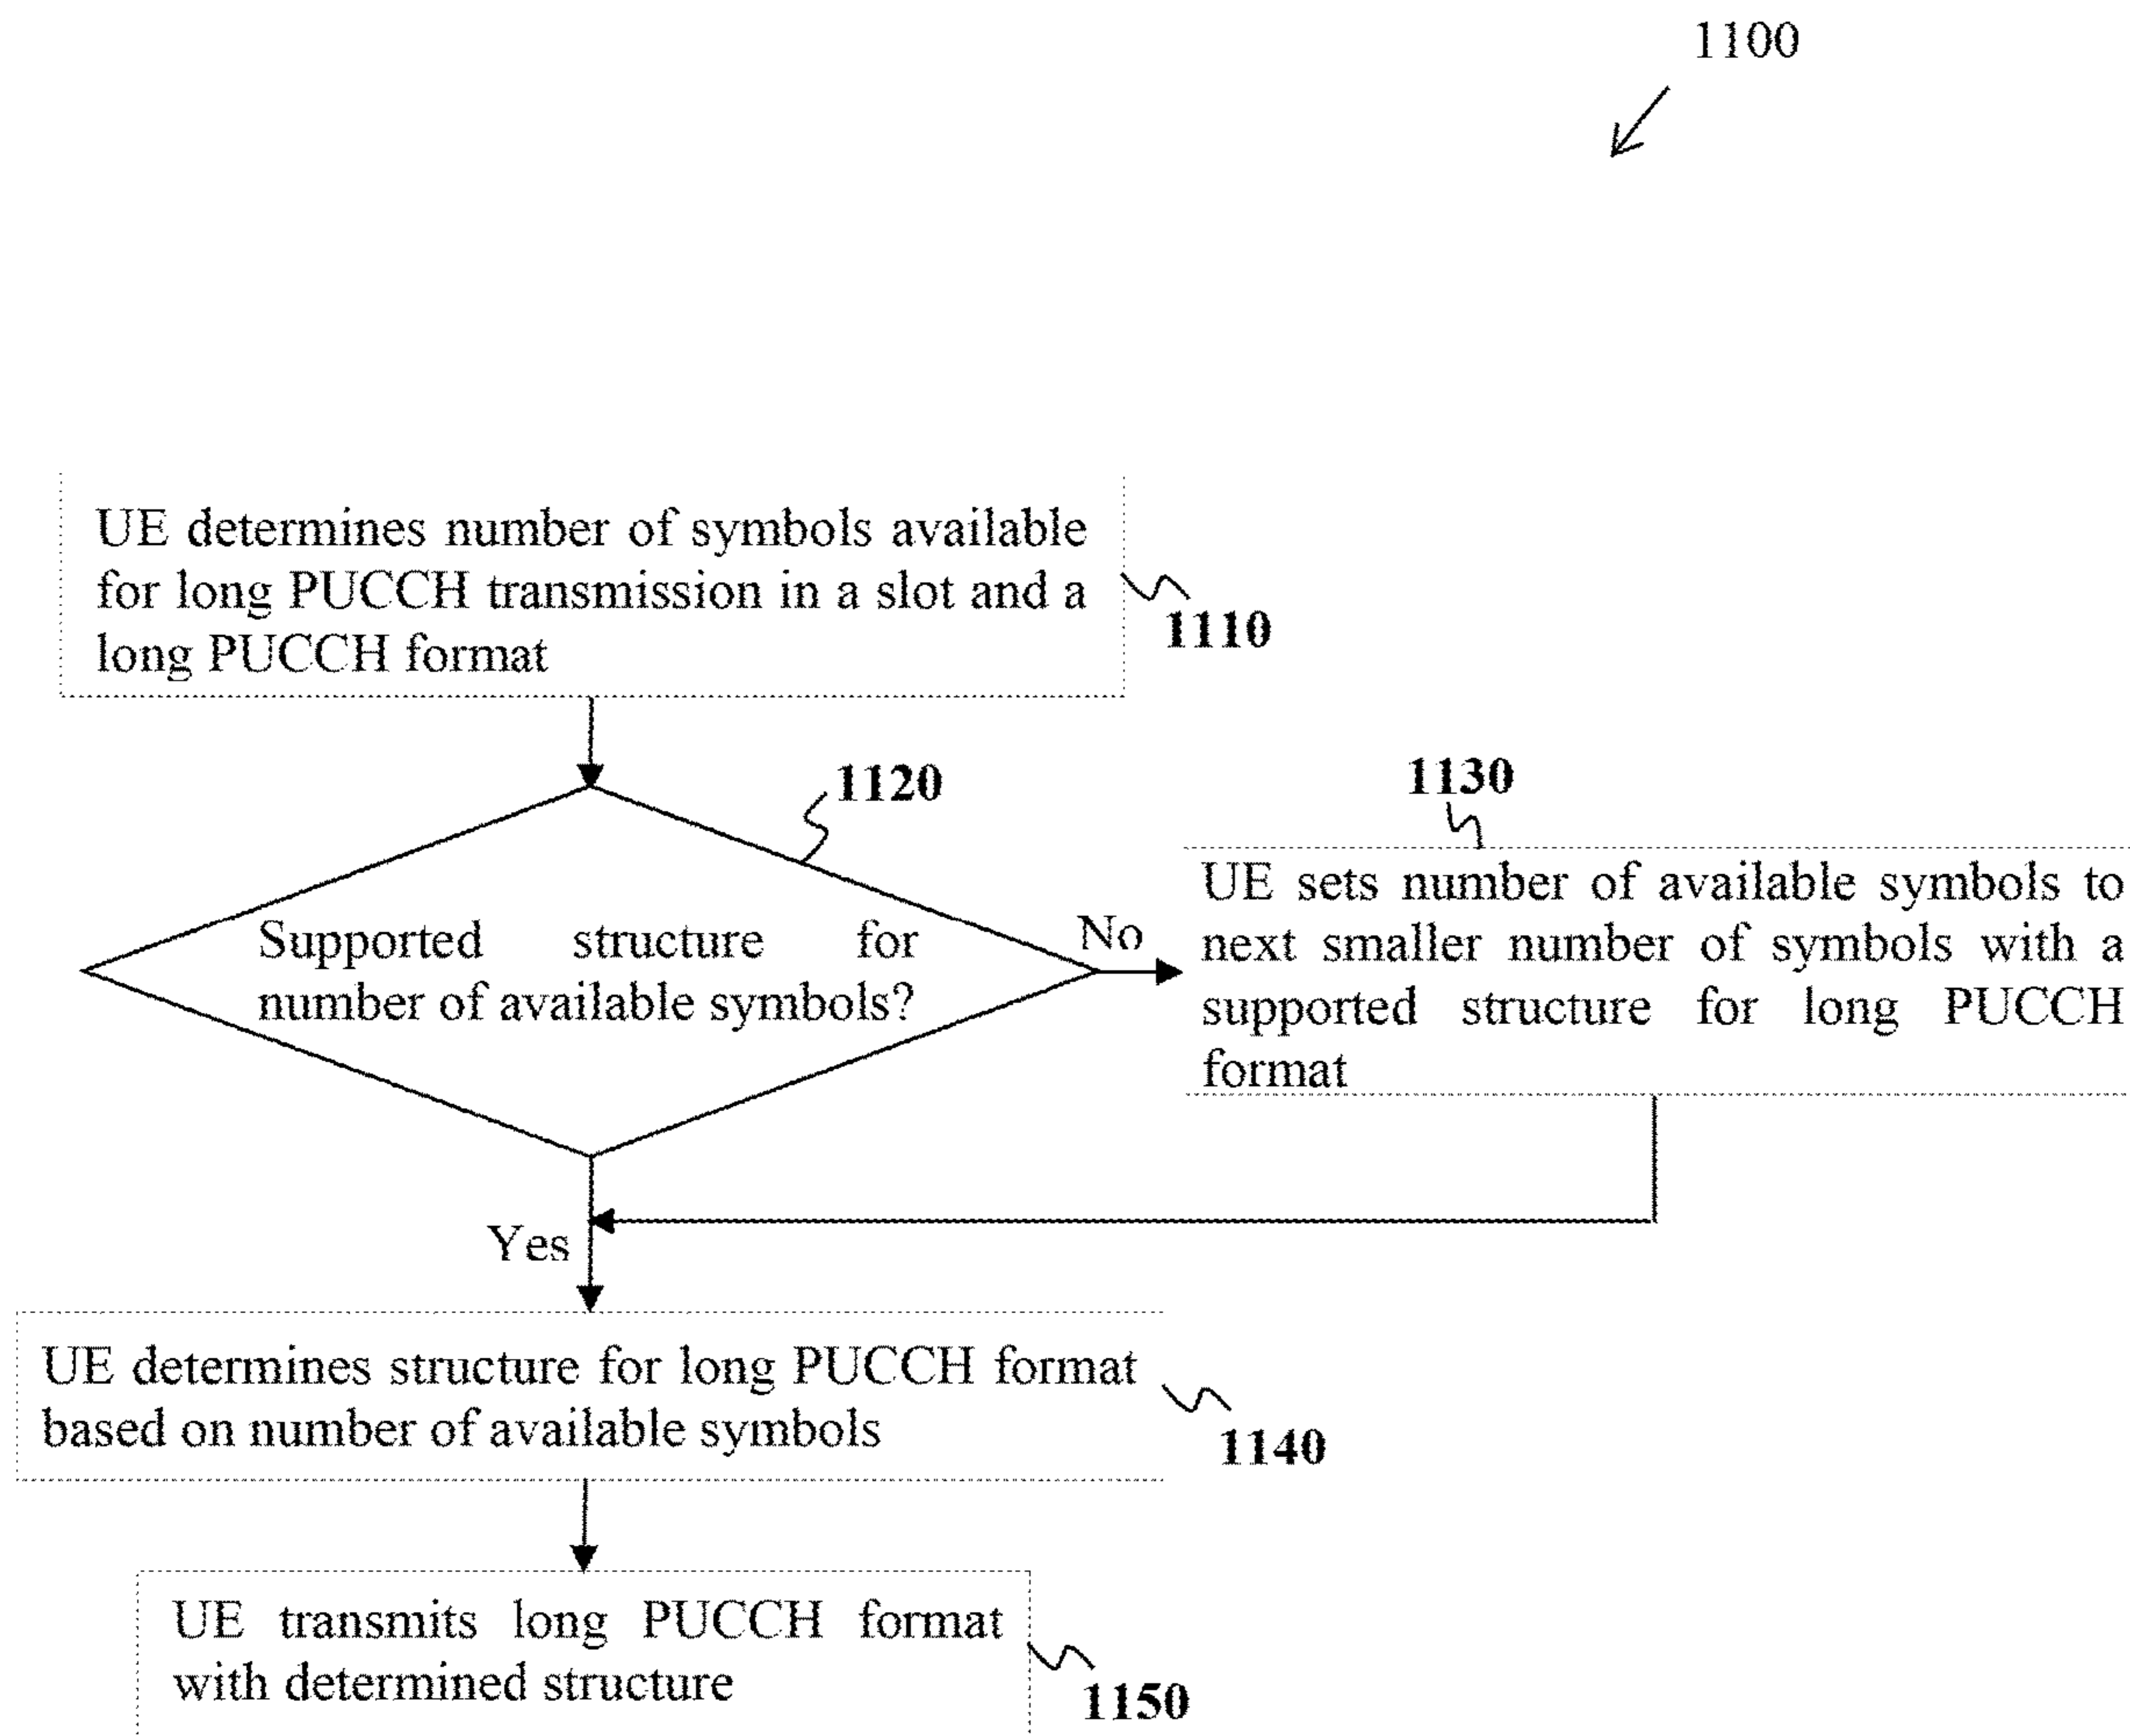 1100
UE determines number of symbols available
for long PUCCH transmission in a slot and a
long PUCCH format
1110
1120
Supported structure for
number of available symbols?
No
1130
UE sets number of available symbols to
next smaller number of symbols with a
supported structure for long PUCCH
format
Yes
UE determines structure for long PUCCH format
based on number of available symbols
1140
UE transmits long PUCCH format
with determined structure
1150